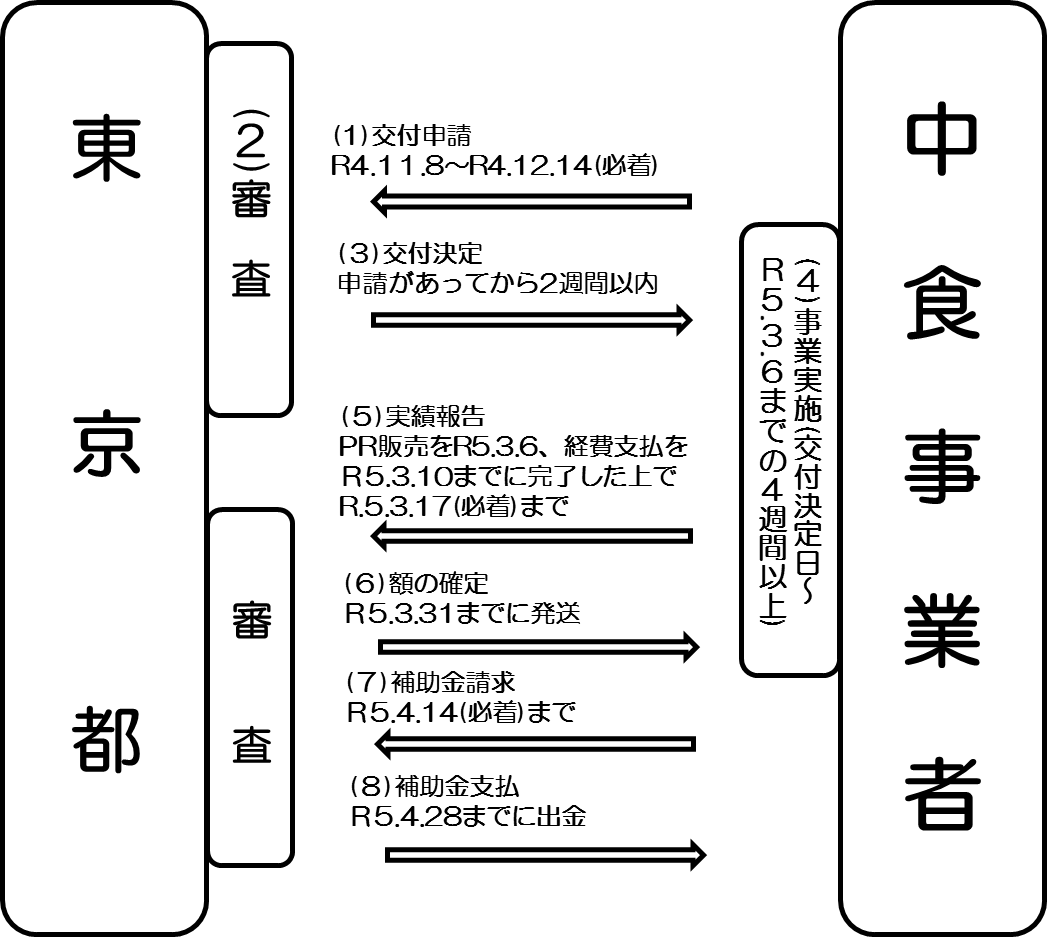 東京都
(2)審査
(1)交付申請
R4.11.8～R4.12.14(必着)
(3)交付決定
申請があってから2週間以内
(4)事業実施(交付決定日～
R5.3.6までの4週間以上)
(5)実績報告
PR販売をR5.3.6、経費支払を
R5.3.10までに完了した上で
R.5.3.17(必着)まで
審査
(6)額の確定
R5.3.31までに発送
(7)補助金請求
R5.4.14(必着)まで
(8)補助金支払
R5.4.28までに出金
中食事業者